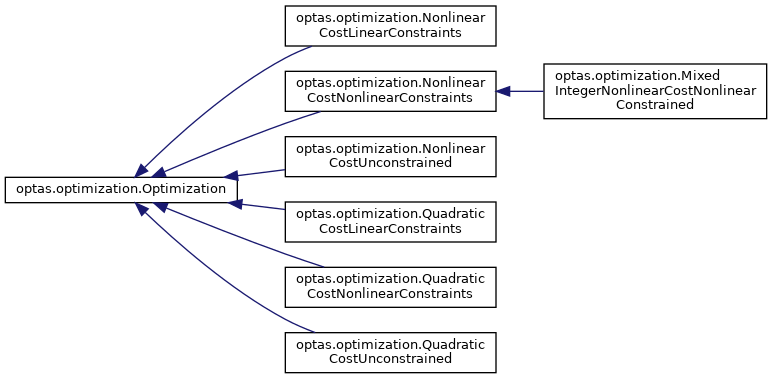 optas.optimization.Nonlinear
CostLinearConstraints
optas.optimization.Nonlinear
CostNonlinearConstraints
optas.optimization.Mixed
IntegerNonlinearCostNonlinear
Constrained
optas.optimization.Nonlinear
CostUnconstrained
optas.optimization.Optimization
optas.optimization.Quadratic
CostLinearConstraints
optas.optimization.Quadratic
CostNonlinearConstraints
optas.optimization.Quadratic
CostUnconstrained